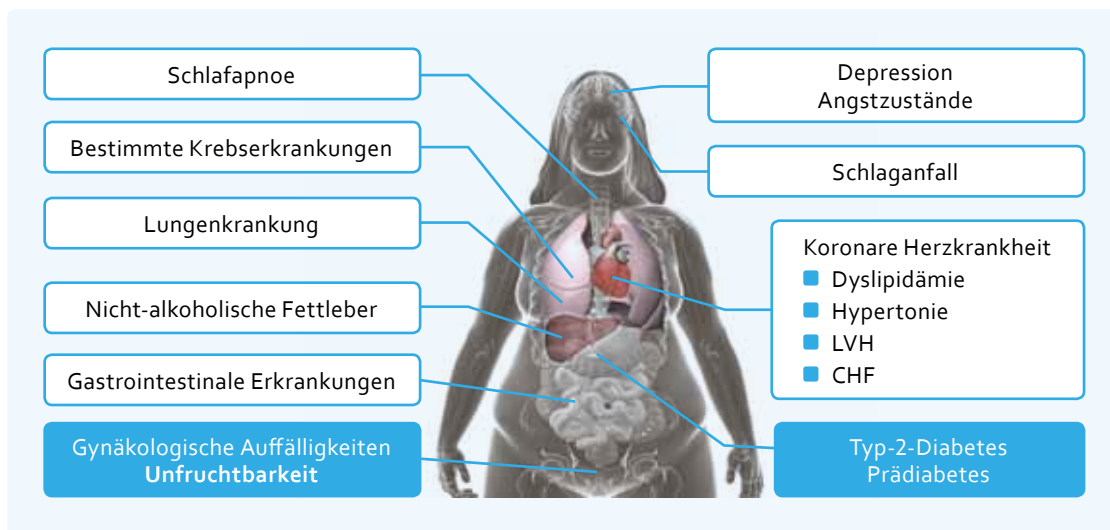 Schlafapnoe
Bestimmte Krebserkrankungen
Lungenkrankung
Nicht-alkoholische Fettleber
Gastrointestinale Erkrankungen
Gynäkologische Auffälligkeiten
Unfruchtbarkeit
Depression
Angstzustände
Schlaganfall
Koronare Herzkrankheit
Dyslipidämie
Hypertonie
LVH
CHF
Typ-2-Diabetes
Prädiabetes